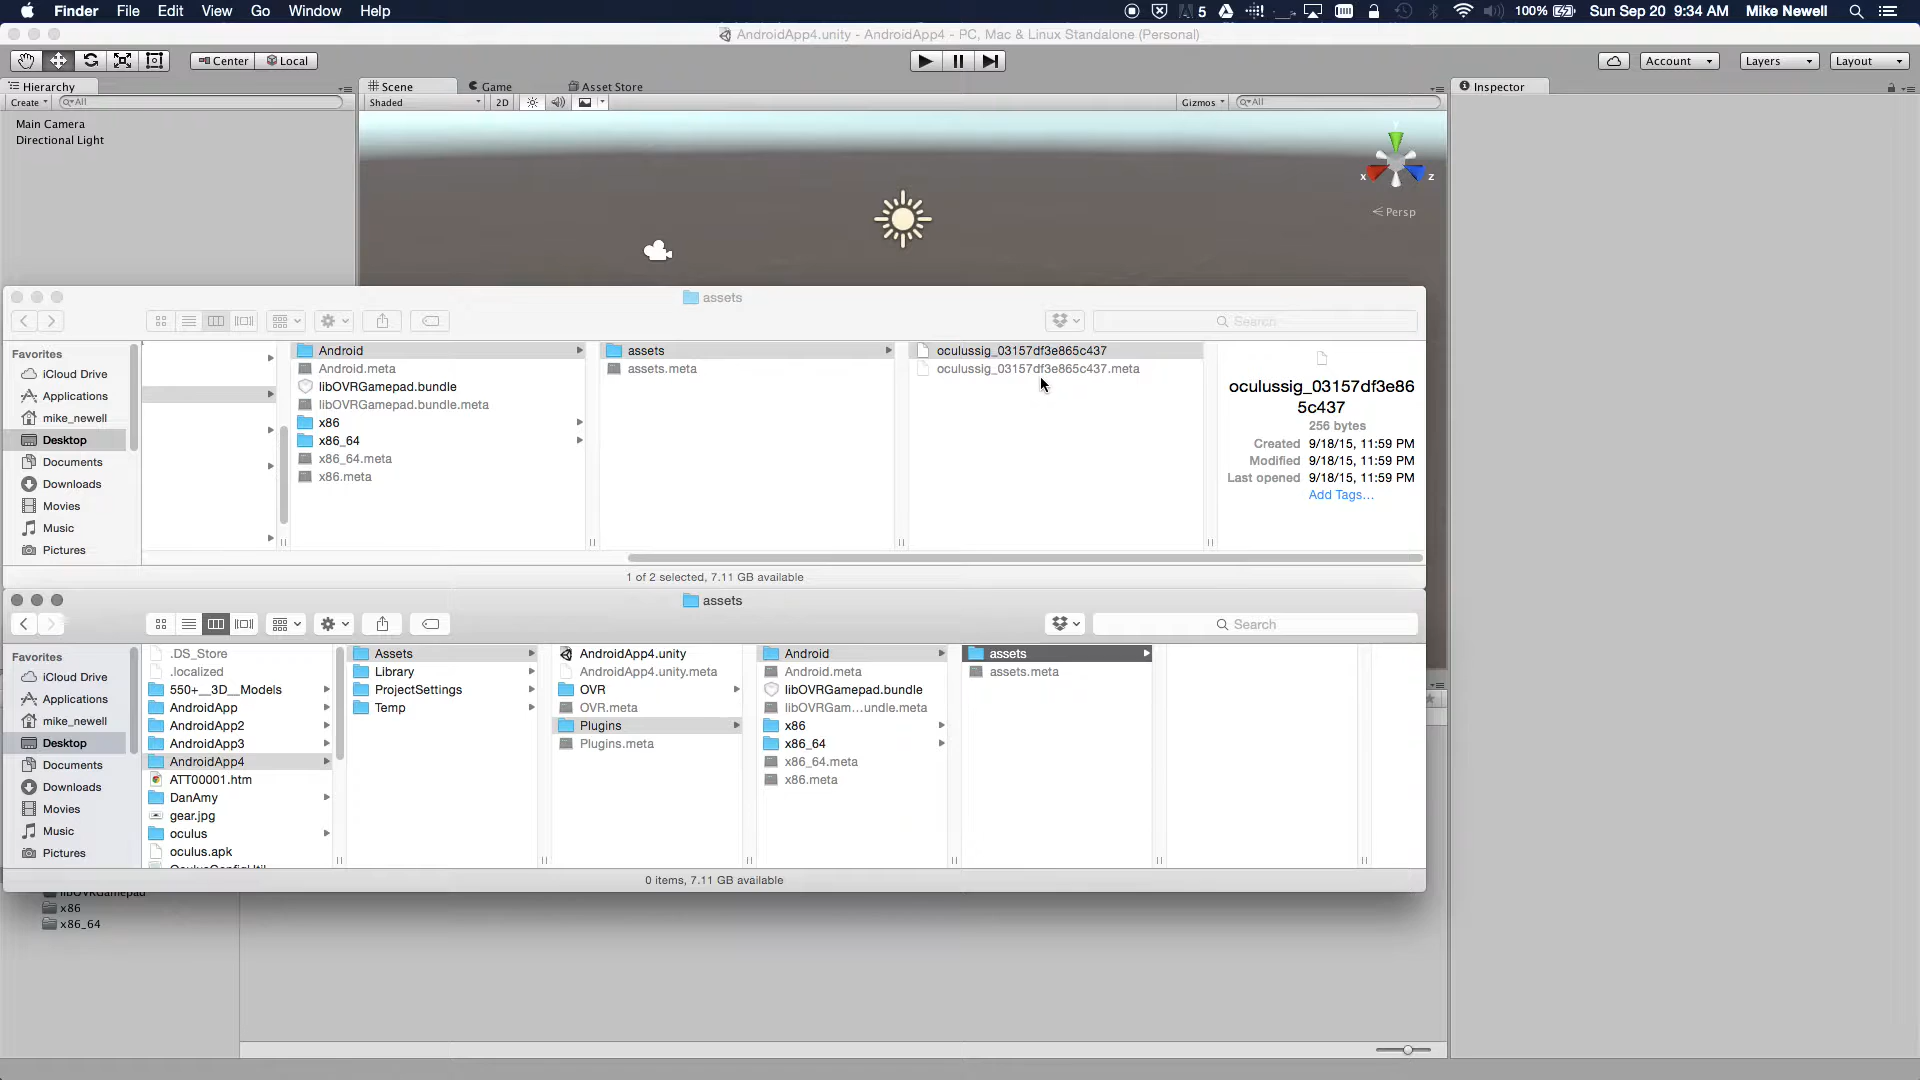 Finder File Edit View Go Window Help 5 100% Sun Sep 20 9:34 AM Mike Newell
AndroidApp4.unity - AndroidApp4 - PC, Mac & Linux Standalone (Personal)
Center Local Account Layers Layout
Hierarchy Scene Game Asset Store Inspector
Create All Shaded 2D Gizmos All
Main Camera
Directional Light
x z
Persp
assets
Search
Favorites
iCloud Drive
Applications
mike_newell
Desktop
Documents
Downloads
Movies
Music
Pictures
Android
Android.meta
libOVRGamepad.bundle
libOVRGamepad.bundle.meta
x86
x86_64
x86_64.meta
x86.meta
assets
assets.meta
oculussig_03157df3e865c437
oculussig_03157df3e865c437.meta
oculussig_03157df3e86
5c437
256 bytes
Created 9/18/15, 11:59 PM
Modified 9/18/15, 11:59 PM
Last opened 9/18/15, 11:59 PM
Add Tags...
1 of 2 selected, 7.11 GB available
assets
Search
Favorites
iCloud Drive
Applications
mike_newell
Desktop
Documents
Downloads
Movies
Music
Pictures
.DS_Store
.localized
550+__3D__Models
AndroidApp
AndroidApp2
AndroidApp3
AndroidApp4
ATT00001.htm
DanAmy
gear.jpg
oculus
oculus.apk
Assets
Library
ProjectSettings
Temp
AndroidApp4.unity
AndroidApp4.unity.meta
OVR
OVR.meta
Plugins
Plugins.meta
Android
Android.meta
libOVRGamepad.bundle
libOVRGam...undle.meta
x86
x86_64
x86_64.meta
x86.meta
assets
assets.meta
0 items, 7.11 GB available
libOVRGamepad
x86
x86_64